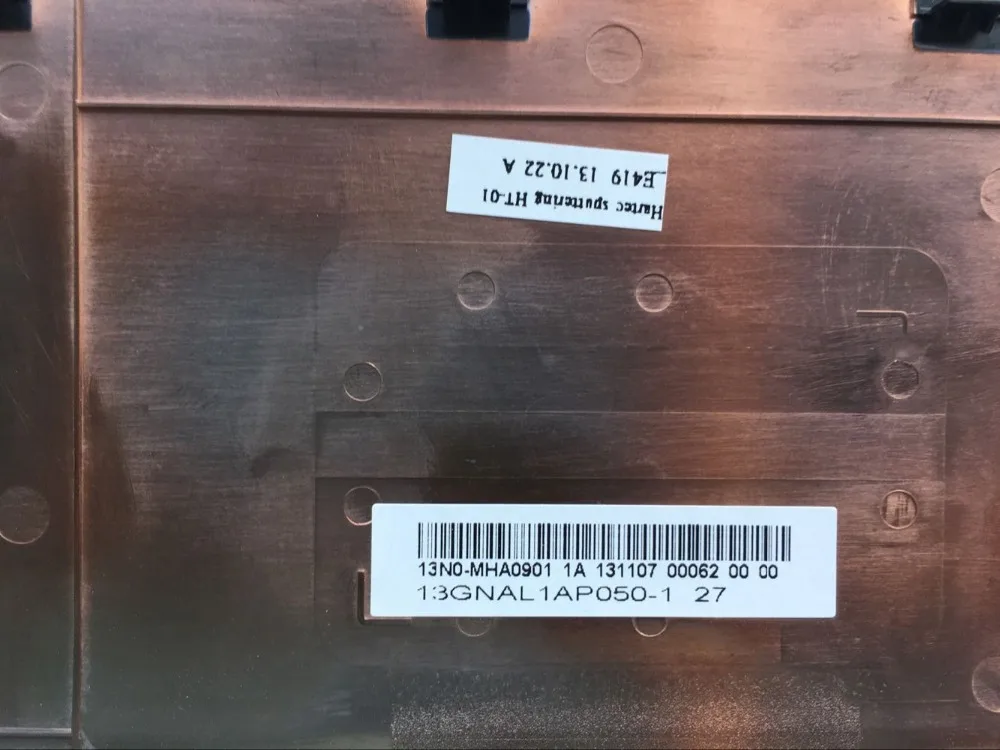 Hartec sputtering HT-01
E419 13.10.22 A
13N0-MHA0901 1A 131107 00062 00 00
13GNAL1AP050-1 27